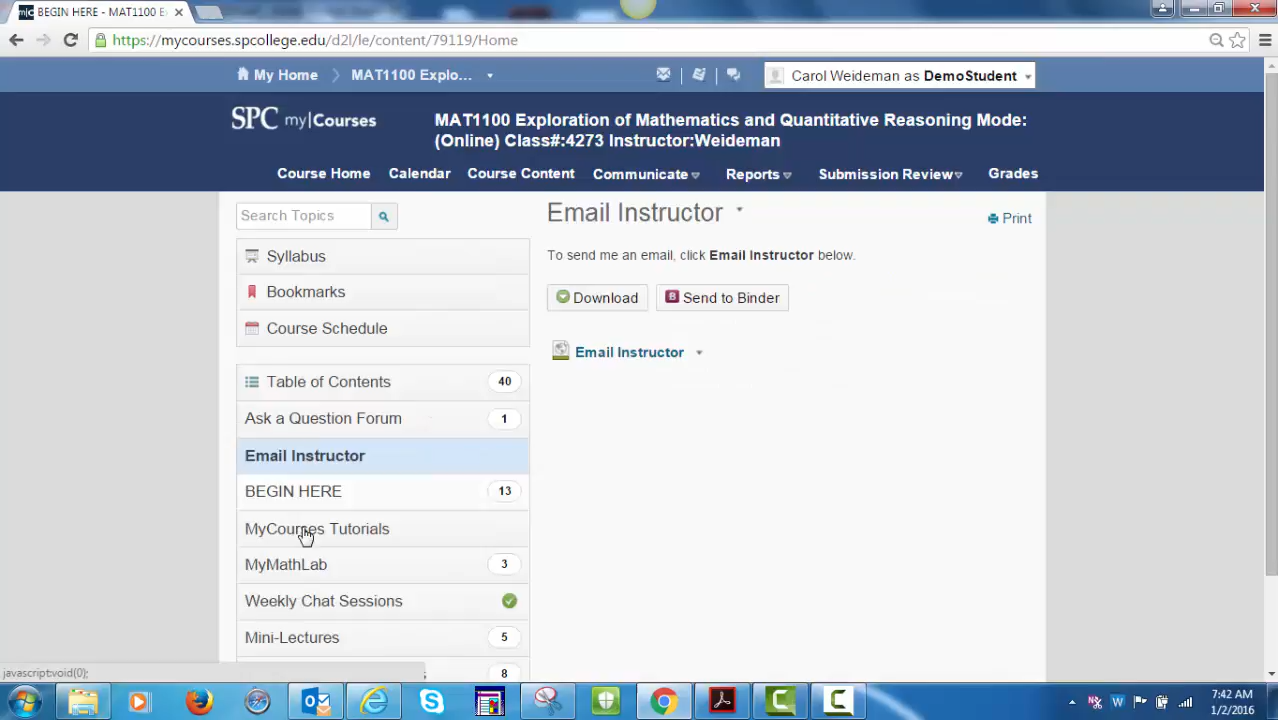 BEGIN HERE - MAT1100 E
https://mycourses.spcollege.edu/d2l/le/content/79119/Home
My Home
MAT1100 Explo...
Carol Weideman as DemoStudent
SPC my|Courses
MAT1100 Exploration of Mathematics and Quantitative Reasoning Mode:
(Online) Class#:4273 Instructor:Weideman
Course Home
Calendar
Course Content
Communicate
Reports
Submission Review
Grades
Search Topics
Email Instructor
Print
Syllabus
To send me an email, click Email Instructor below.
Bookmarks
Download
Send to Binder
Course Schedule
Email Instructor
Table of Contents 40
Ask a Question Forum 1
Email Instructor
BEGIN HERE 13
MyCourses Tutorials
MyMathLab 3
Weekly Chat Sessions
Mini-Lectures 5
8
javascript:void(0);
7:42 AM
1/2/2016